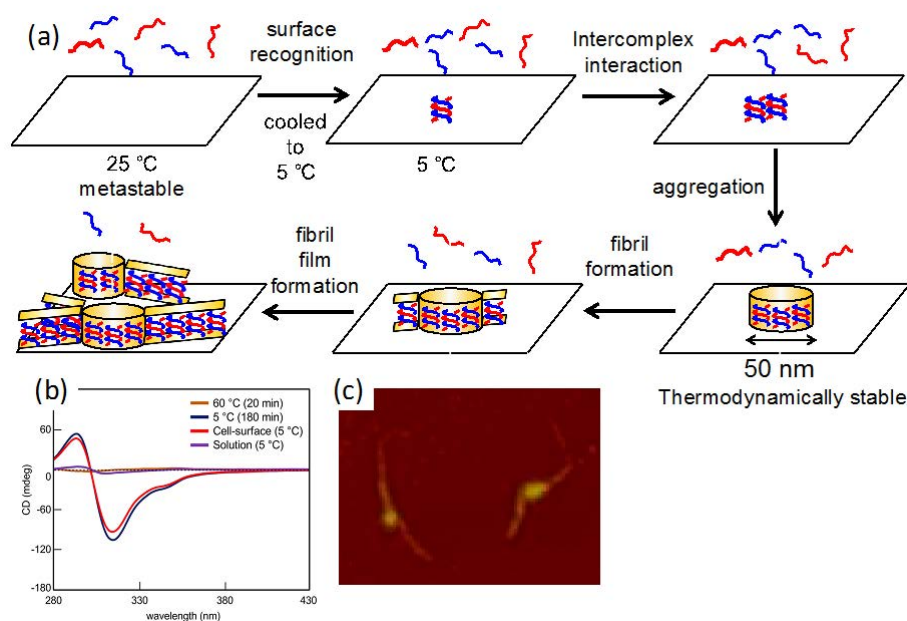 (a)
surface
recognition
cooled
to
5 °C
25 °C
metastable
5 °C
Intercomplex
interaction
aggregation
50 nm
Thermodynamically stable
fibril
formation
fibril
film
formation
(b)
60 °C (20 min)
5 °C (180 min)
Cell-surface (5 °C)
Solution (5 °C)
CD (mdeg)
60
0
-60
-120
-180
280
330
380
430
wavelength (nm)
(c)